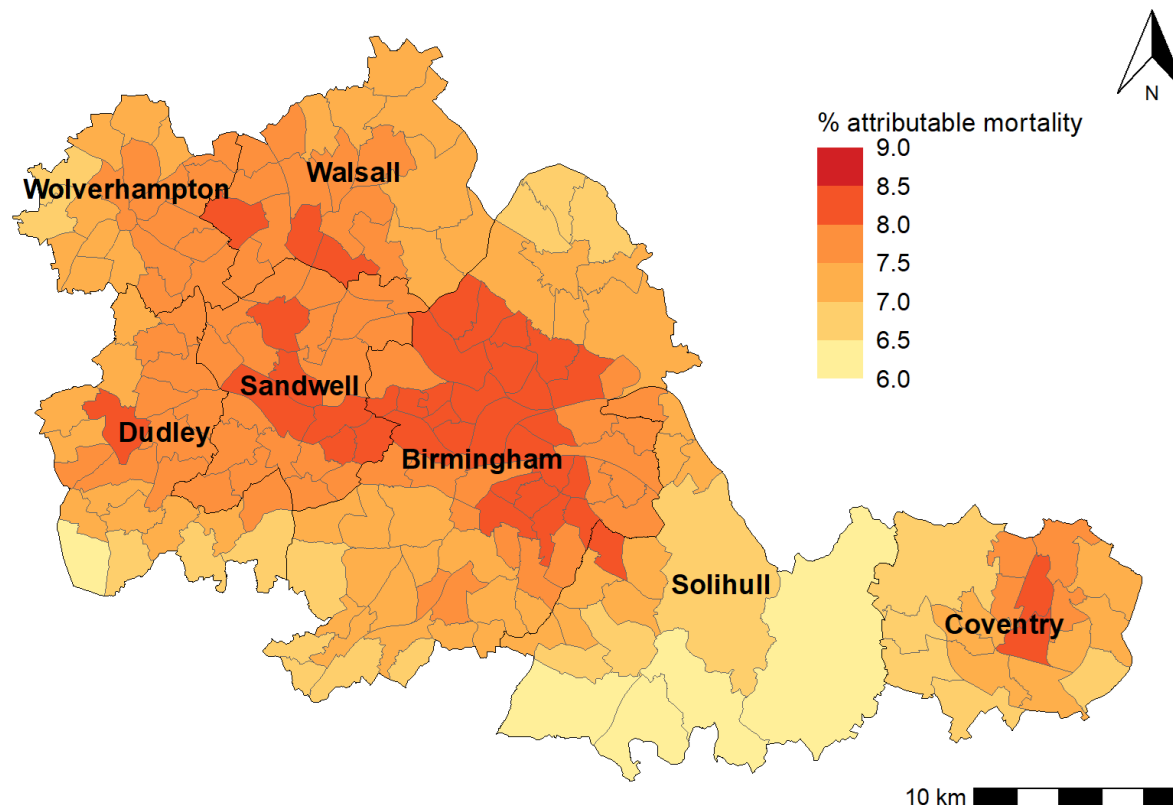 N
% attributable mortality
9.0
8.5
8.0
7.5
7.0
6.5
6.0
Walsall
Wolverhampton
Sandwell
Dudley
Birmingham
Solihull
Coventry
10 km